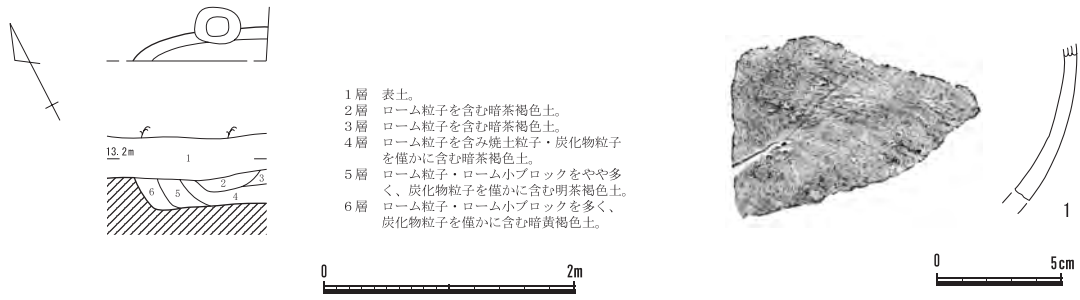 13.2m
1
2
3
4
5
6
1層 表土。
2層 ローム粒子を含む暗茶褐色土。
3層 ローム粒子を含む暗茶褐色土。
4層 ローム粒子を含み焼土粒子・炭化物粒子
を僅かに含む暗茶褐色土。
5層 ローム粒子・ローム小ブロックをやや多
く、炭化物粒子を僅かに含む明茶褐色土。
6層 ローム粒子・ローム小ブロックを多く、
炭化物粒子を僅かに含む暗黄褐色土。
0 2m
1
0 5cm